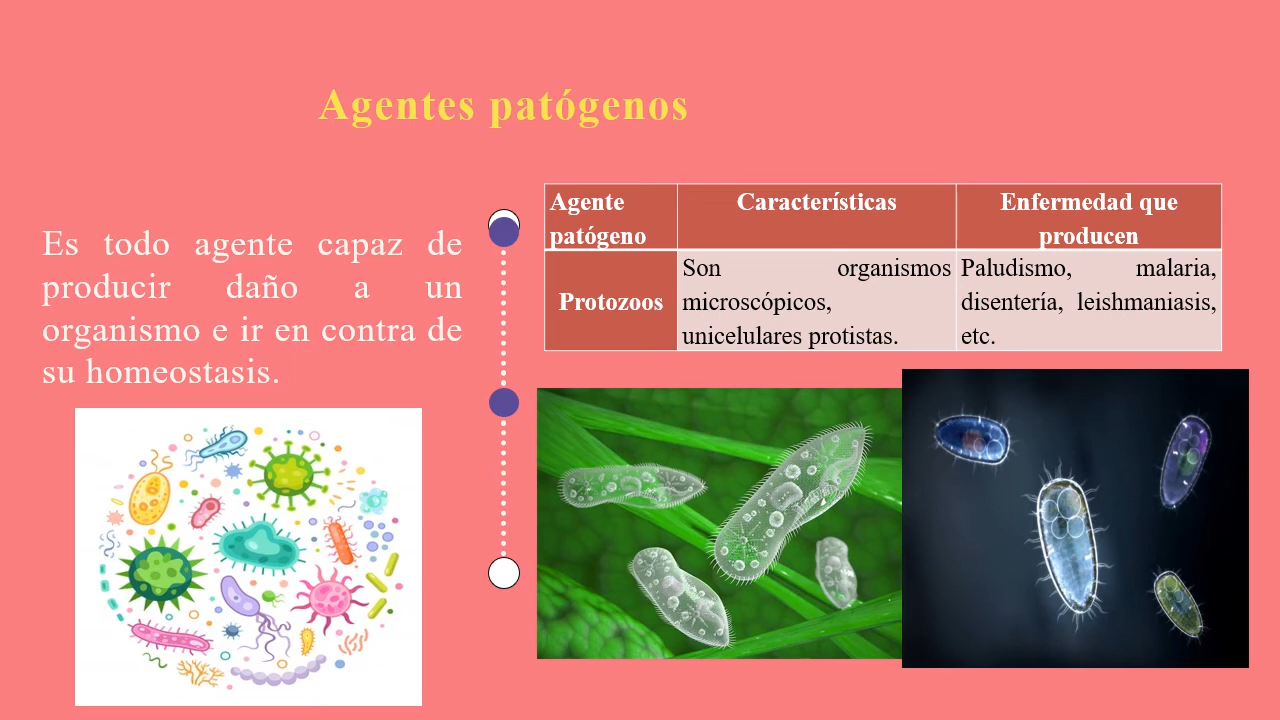 Agentes patógenos
Es todo agente capaz de
producir daño a un
organismo e ir en contra de
su homeostasis.
Agente
patógeno
Características
Enfermedad que
producen
Protozoos
Son organismos
microscópicos,
unicelulares protistas.
Paludismo, malaria,
disentería, leishmaniasis,
etc.